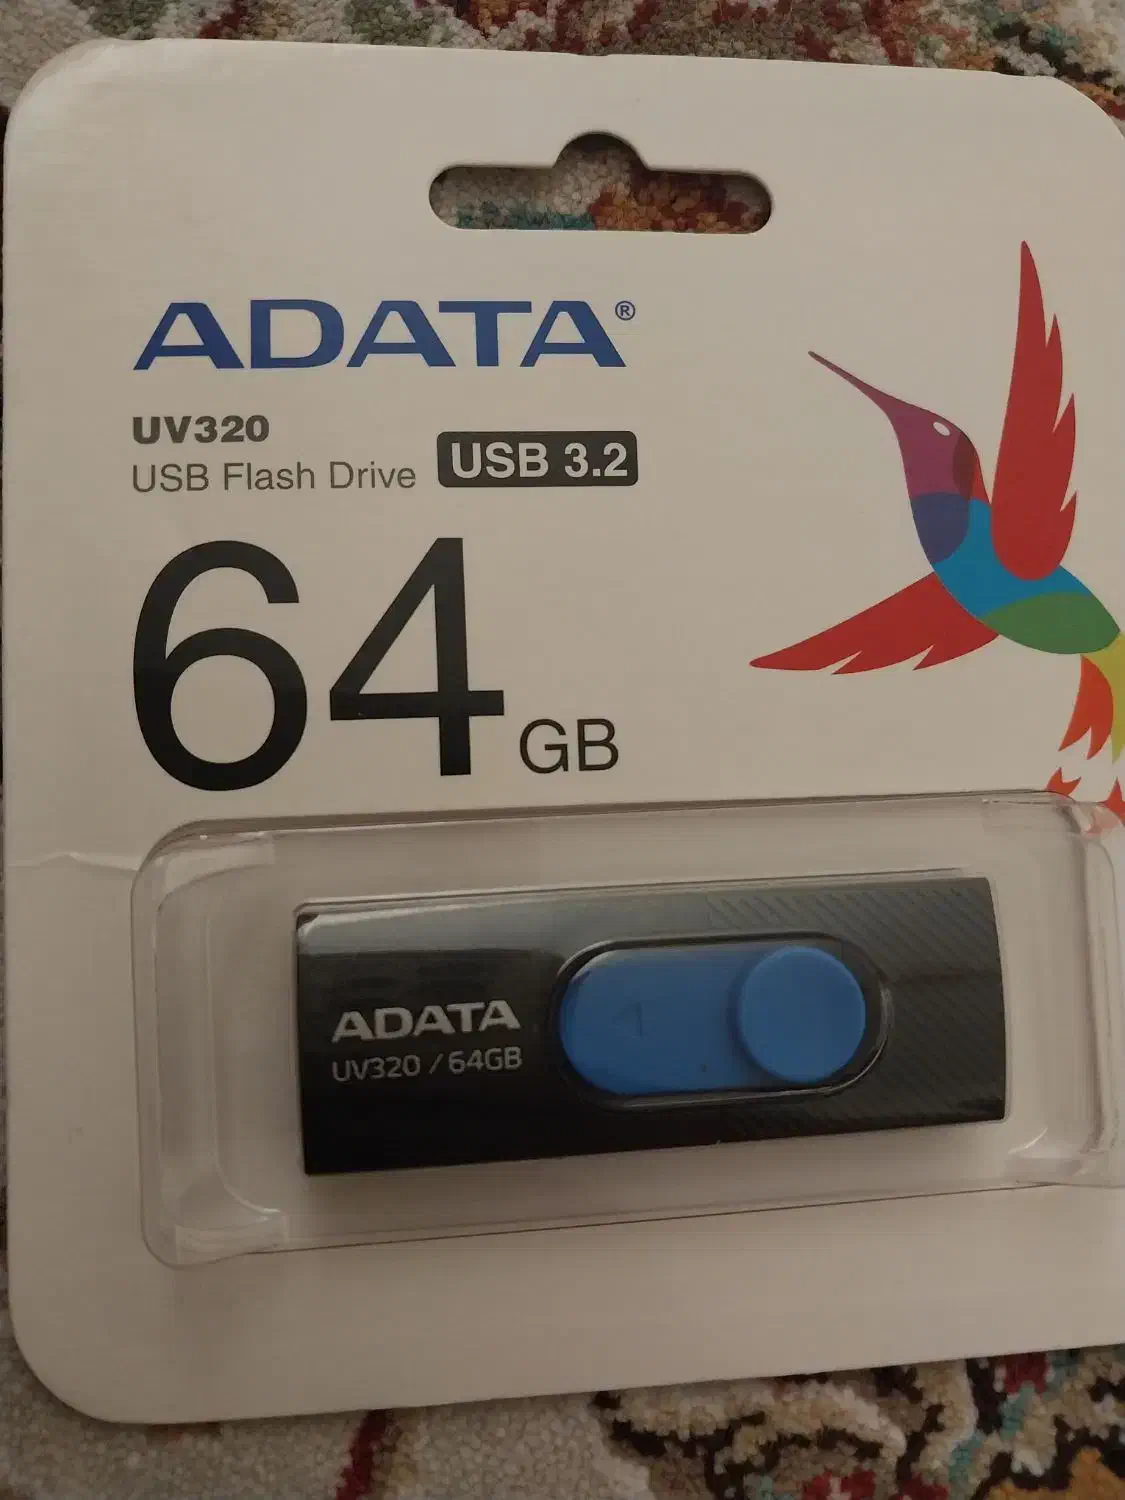 ADATA®
UV320
USB Flash Drive USB 3.2
64 GB
ADATA
UV320 / 64GB